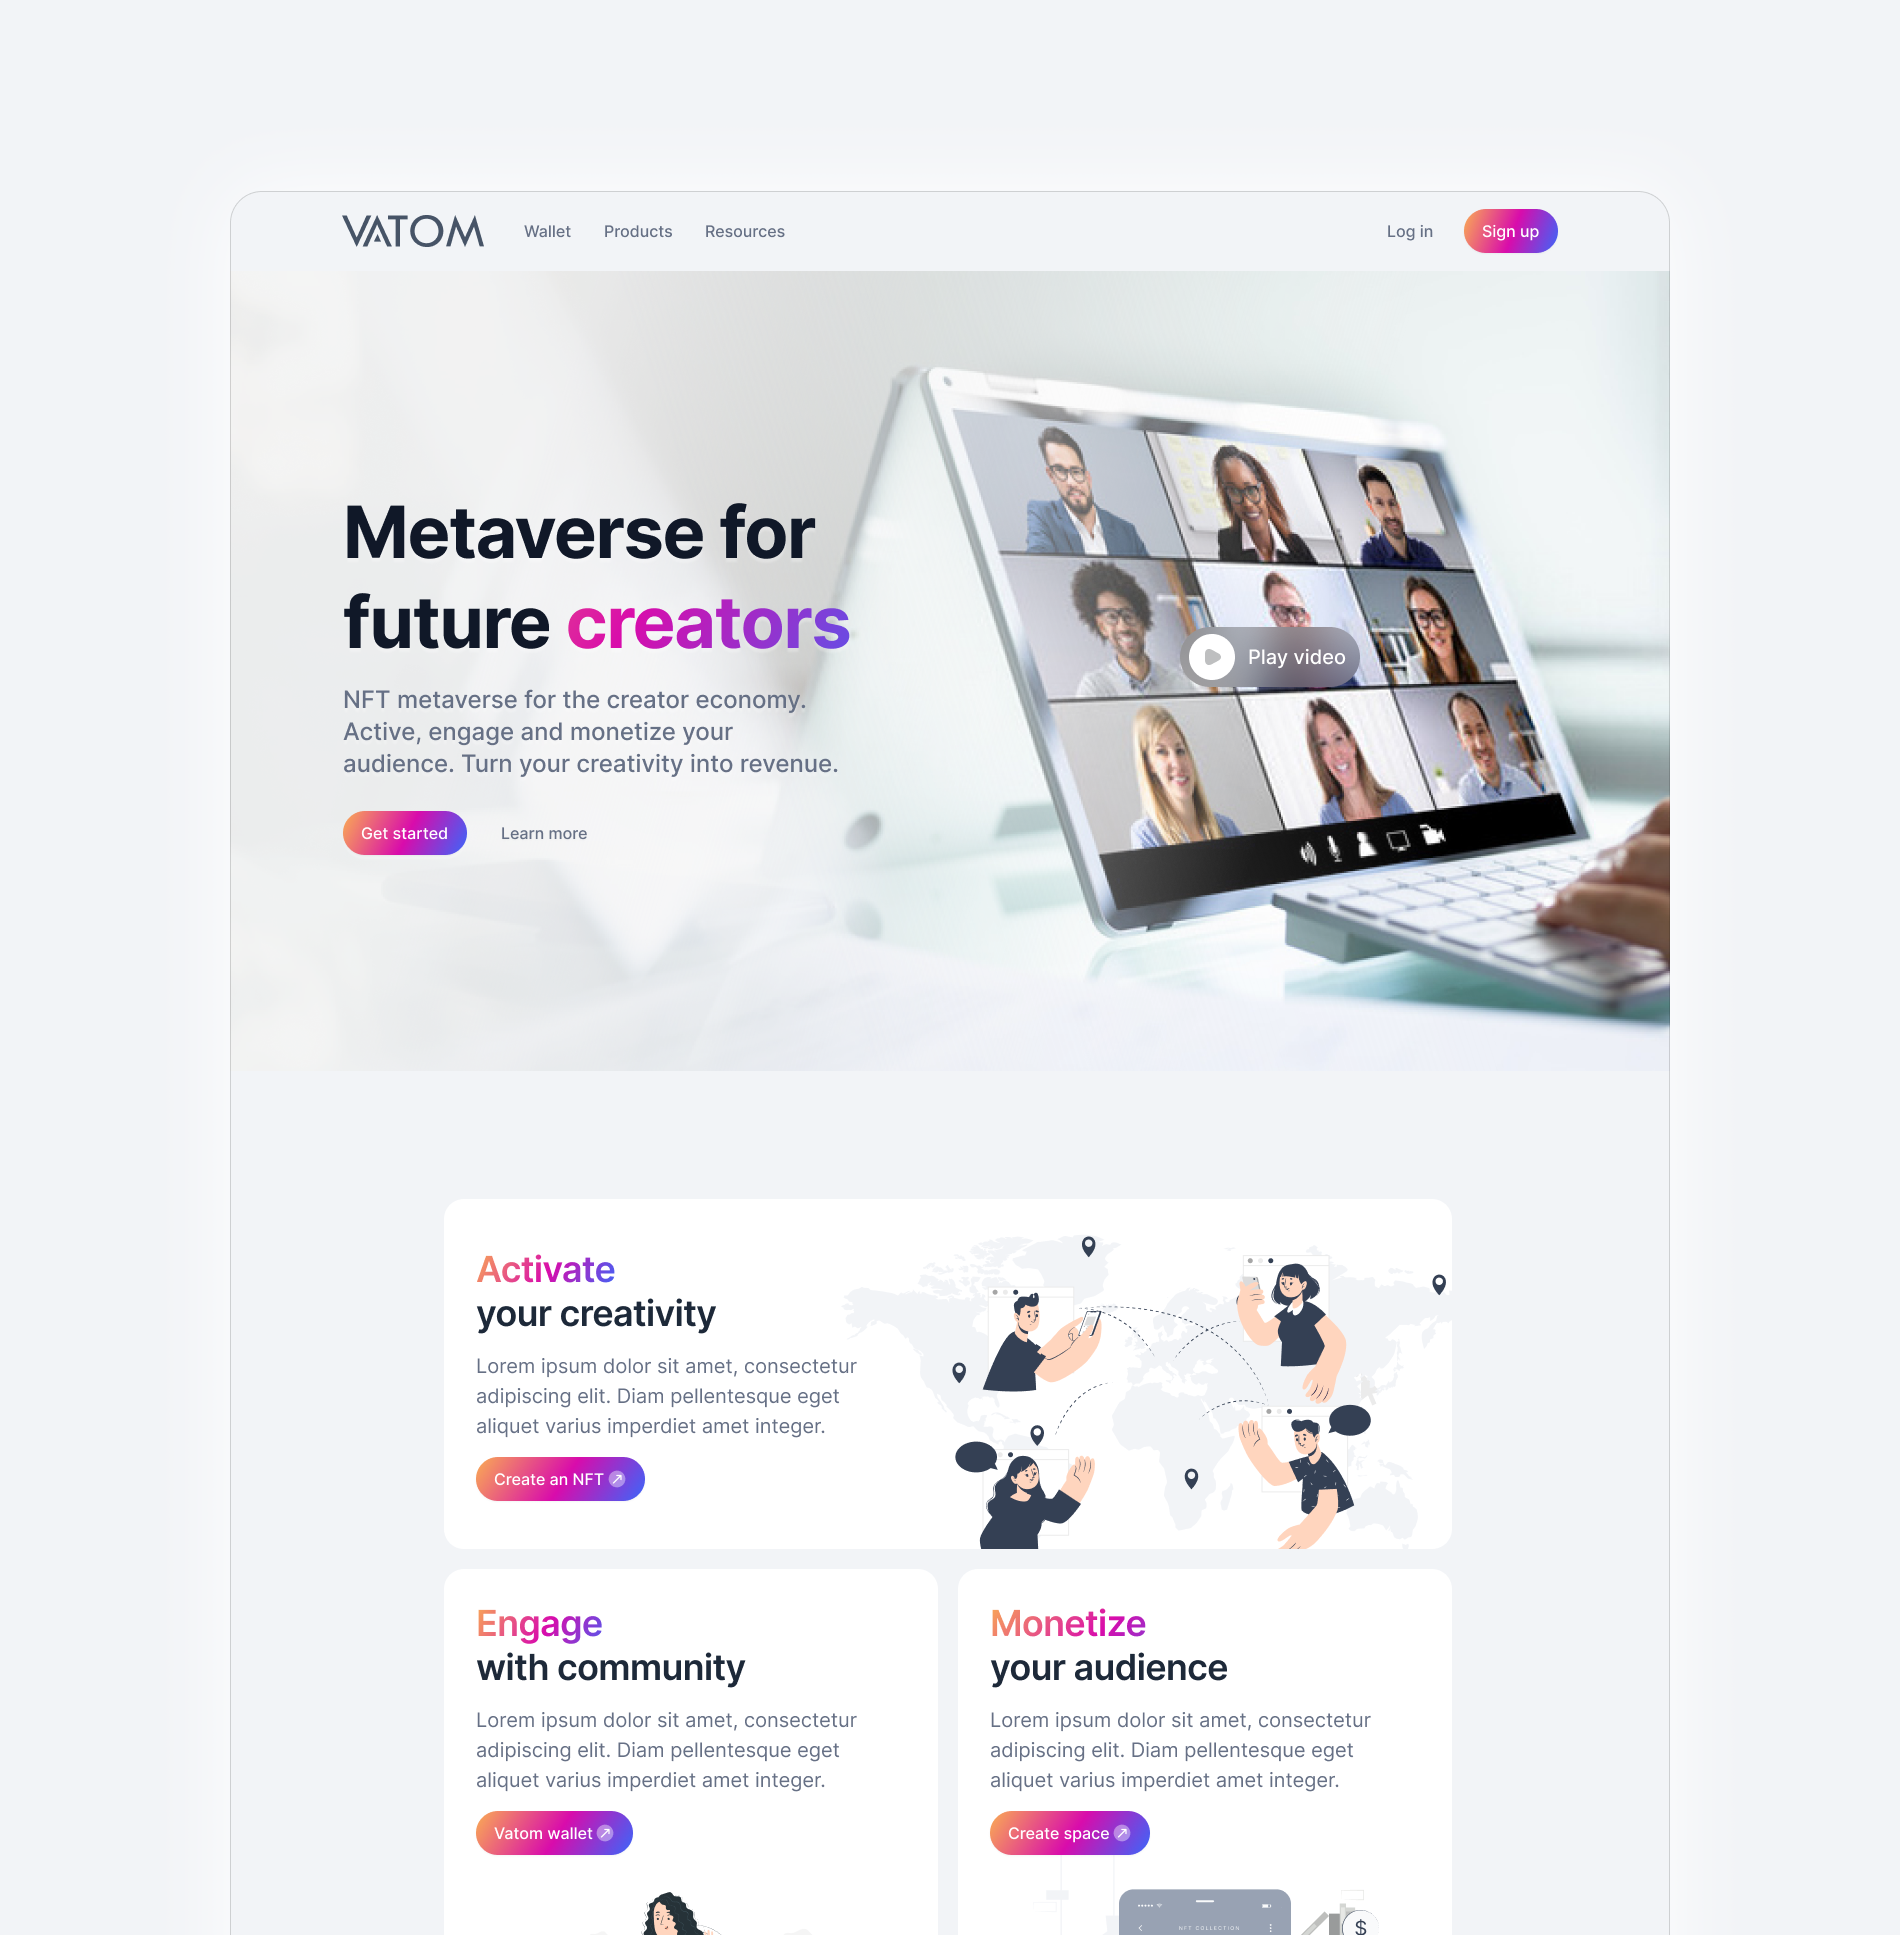 VATOM
Wallet
Products
Resources
Log in
Sign up
Metaverse for
future creators
NFT metaverse for the creator economy.
Active, engage and monetize your
audience. Turn your creativity into revenue.
Get started
Learn more
Play video
Activate
your creativity
Lorem ipsum dolor sit amet, consectetur
adipiscing elit. Diam pellentesque eget
aliquet varius imperdiet amet integer.
Create an NFT
Engage
with community
Lorem ipsum dolor sit amet, consectetur
adipiscing elit. Diam pellentesque eget
aliquet varius imperdiet amet integer.
Vatom wallet
Monetize
your audience
Lorem ipsum dolor sit amet, consectetur
adipiscing elit. Diam pellentesque eget
aliquet varius imperdiet amet integer.
Create space
NFT COLLECTION
$